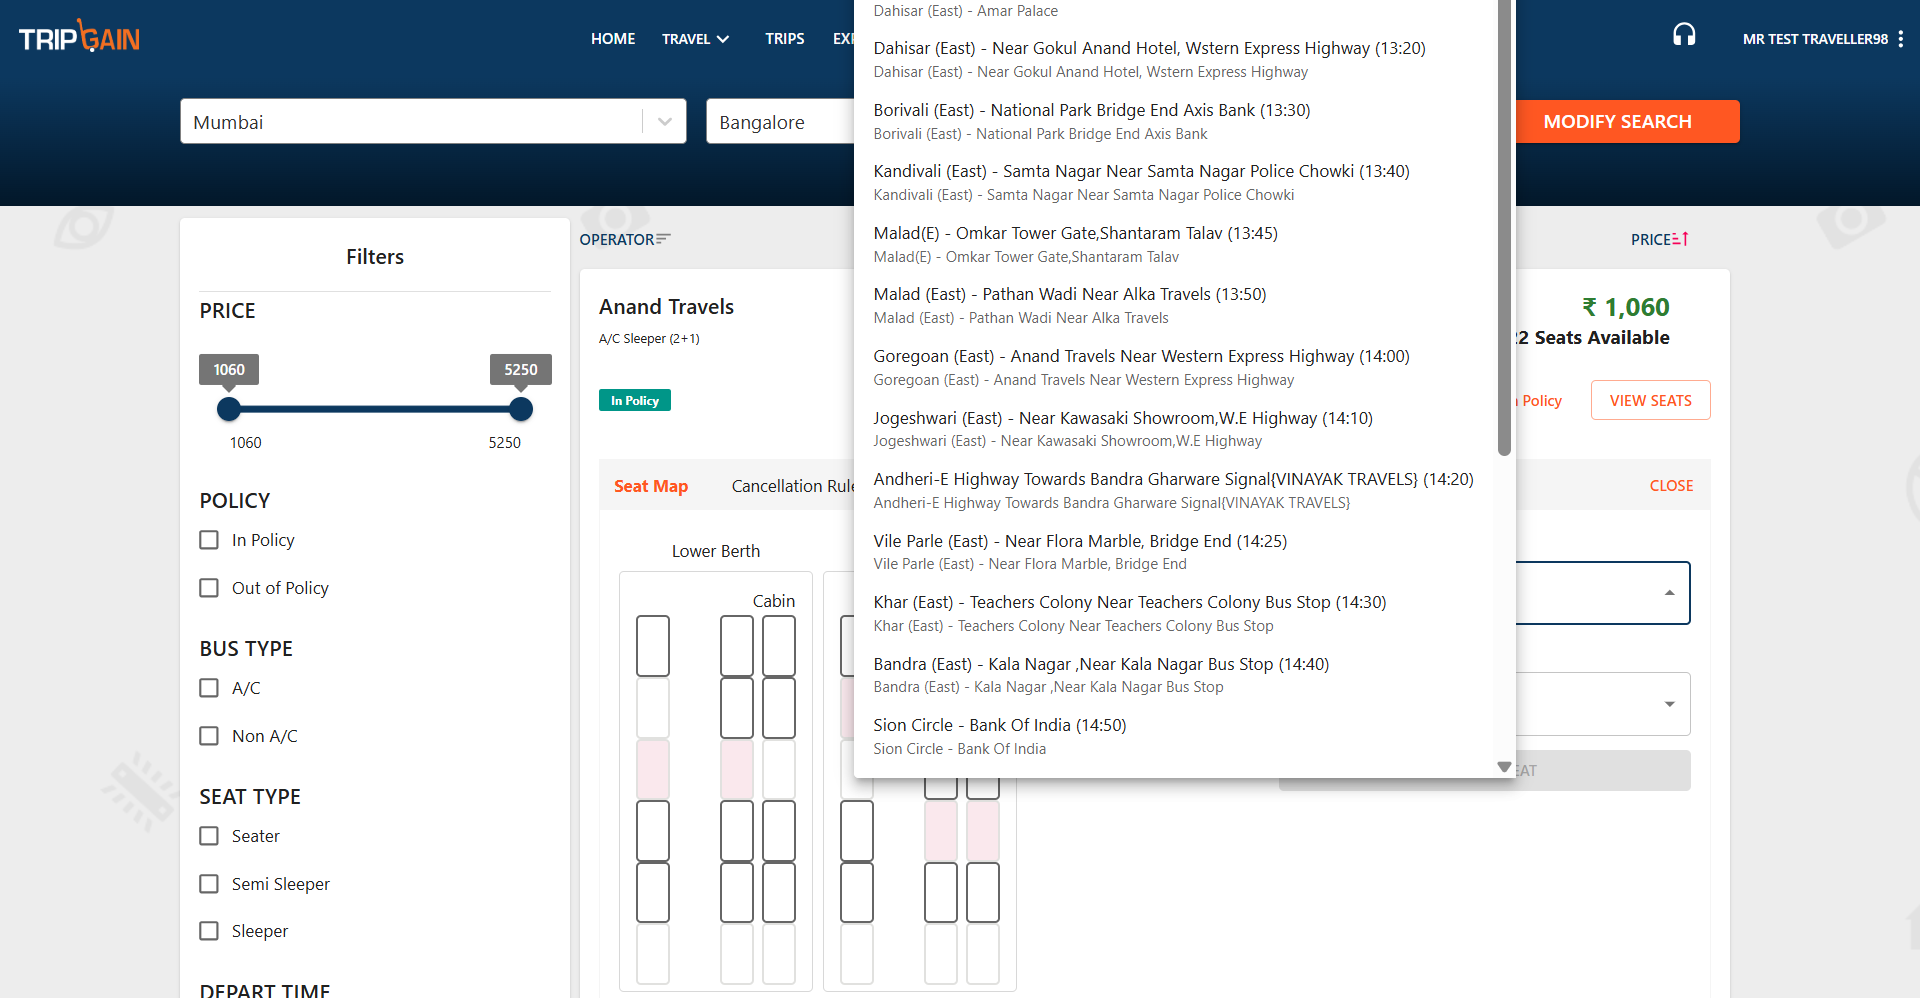 TRIPGAIN
HOME
TRAVEL
TRIPS
MR TEST TRAVELLER98
Mumbai
Bangalore
MODIFY SEARCH
Dahisar (East) - Amar Palace
Dahisar (East) - Near Gokul Anand Hotel, Wstern Express Highway (13:20)
Dahisar (East) - Near Gokul Anand Hotel, Wstern Express Highway
Borivali (East) - National Park Bridge End Axis Bank (13:30)
Borivali (East) - National Park Bridge End Axis Bank
Kandivali (East) - Samta Nagar Near Samta Nagar Police Chowki (13:40)
Kandivali (East) - Samta Nagar Near Samta Nagar Police Chowki
Malad(E) - Omkar Tower Gate,Shantaram Talav (13:45)
Malad(E) - Omkar Tower Gate,Shantaram Talav
Malad (East) - Pathan Wadi Near Alka Travels (13:50)
Malad (East) - Pathan Wadi Near Alka Travels
Goregoan (East) - Anand Travels Near Western Express Highway (14:00)
Goregoan (East) - Anand Travels Near Western Express Highway
Jogeshwari (East) - Near Kawasaki Showroom,W.E Highway (14:10)
Jogeshwari (East) - Near Kawasaki Showroom,W.E Highway
Andheri-E Highway Towards Bandra Gharware Signal{VINAYAK TRAVELS} (14:20)
Andheri-E Highway Towards Bandra Gharware Signal{VINAYAK TRAVELS}
Vile Parle (East) - Near Flora Marble, Bridge End (14:25)
Vile Parle (East) - Near Flora Marble, Bridge End
Khar (East) - Teachers Colony Near Teachers Colony Bus Stop (14:30)
Khar (East) - Teachers Colony Near Teachers Colony Bus Stop
Bandra (East) - Kala Nagar ,Near Kala Nagar Bus Stop (14:40)
Bandra (East) - Kala Nagar ,Near Kala Nagar Bus Stop
Sion Circle - Bank Of India (14:50)
Sion Circle - Bank Of India
Filters
PRICE
1060
5250
1060
5250
POLICY
In Policy
Out of Policy
BUS TYPE
A/C
Non A/C
SEAT TYPE
Seater
Semi Sleeper
Sleeper
DEPART TIME
OPERATOR
PRICE
Anand Travels
A/C Sleeper (2+1)
In Policy
₹ 1,060
Seats Available
Policy
VIEW SEATS
Seat Map
Cancellation
CLOSE
Lower Berth
Cabin